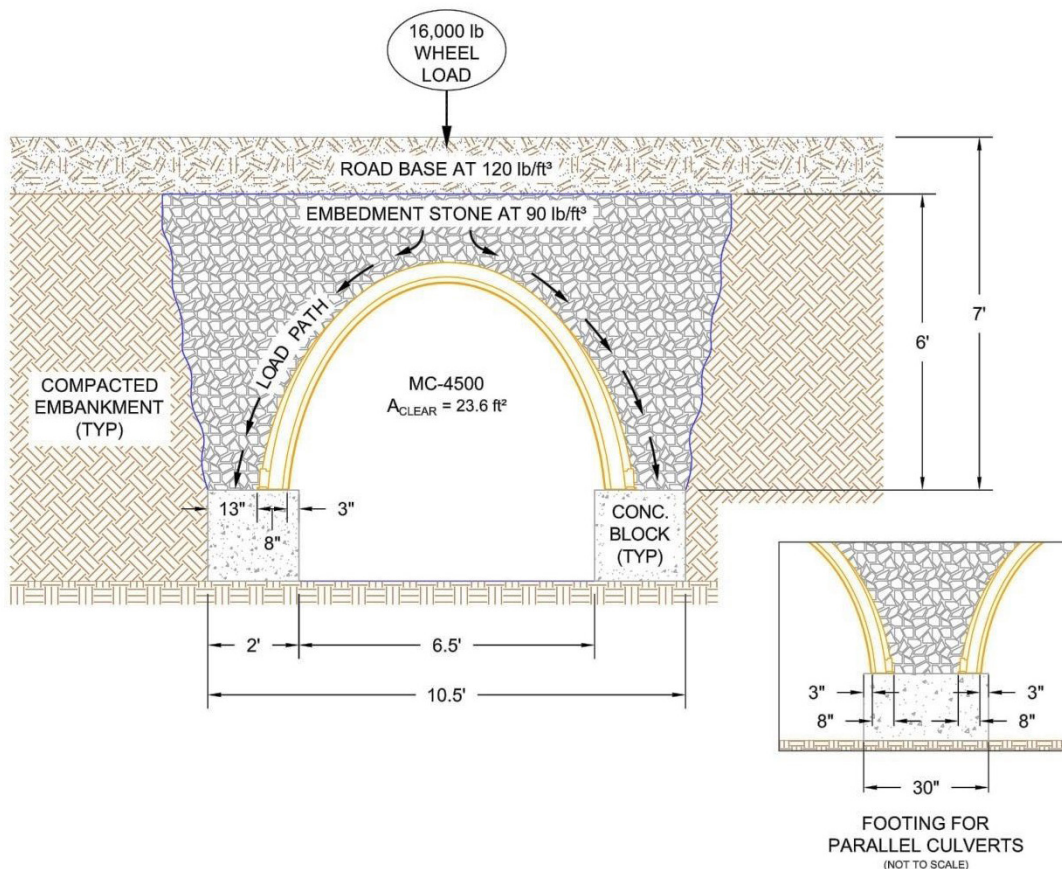 16,000 lb
WHEEL
LOAD
ROAD BASE AT 120 lb/ft³
EMBEDMENT STONE AT 90 lb/ft³
LOAD PATH
7'
6'
COMPACTED
EMBANKMENT
(TYP)
MC-4500
ACLEAR = 23.6 ft²
13"
8"
3"
CONC.
BLOCK
(TYP)
2'
6.5'
10.5'
3"
3"
8"
8"
30"
FOOTING FOR
PARALLEL CULVERTS
(NOT TO SCALE)